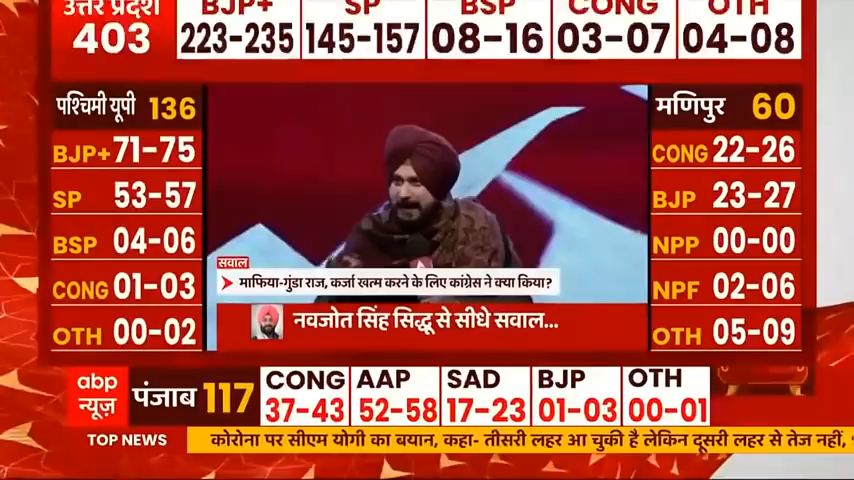 उत्तर प्रदेश
403
BJP+ SP BSP CONG OTH
223-235 145-157 08-16 03-07 04-08
पश्चिमी यूपी 136
BJP+ 71-75
SP 53-57
BSP 04-06
CONG 01-03
OTH 00-02
सवाल
माफिया-गुंडा राज, कर्जा खत्म करने के लिए कांग्रेस ने क्या किया?
नवजोत सिंह सिद्धू से सीधे सवाल...
मणिपुर 60
CONG 22-26
BJP 23-27
NPP 00-00
NPF 02-06
OTH 05-09
abp
न्यूज़
पंजाब 117
CONG AAP SAD BJP OTH
37-43 52-58 17-23 01-03 00-01
TOP NEWS
कोरोना पर सीएम योगी का बयान, कहा- तीसरी लहर आ चुकी है लेकिन दूसरी लहर से तेज नहीं,